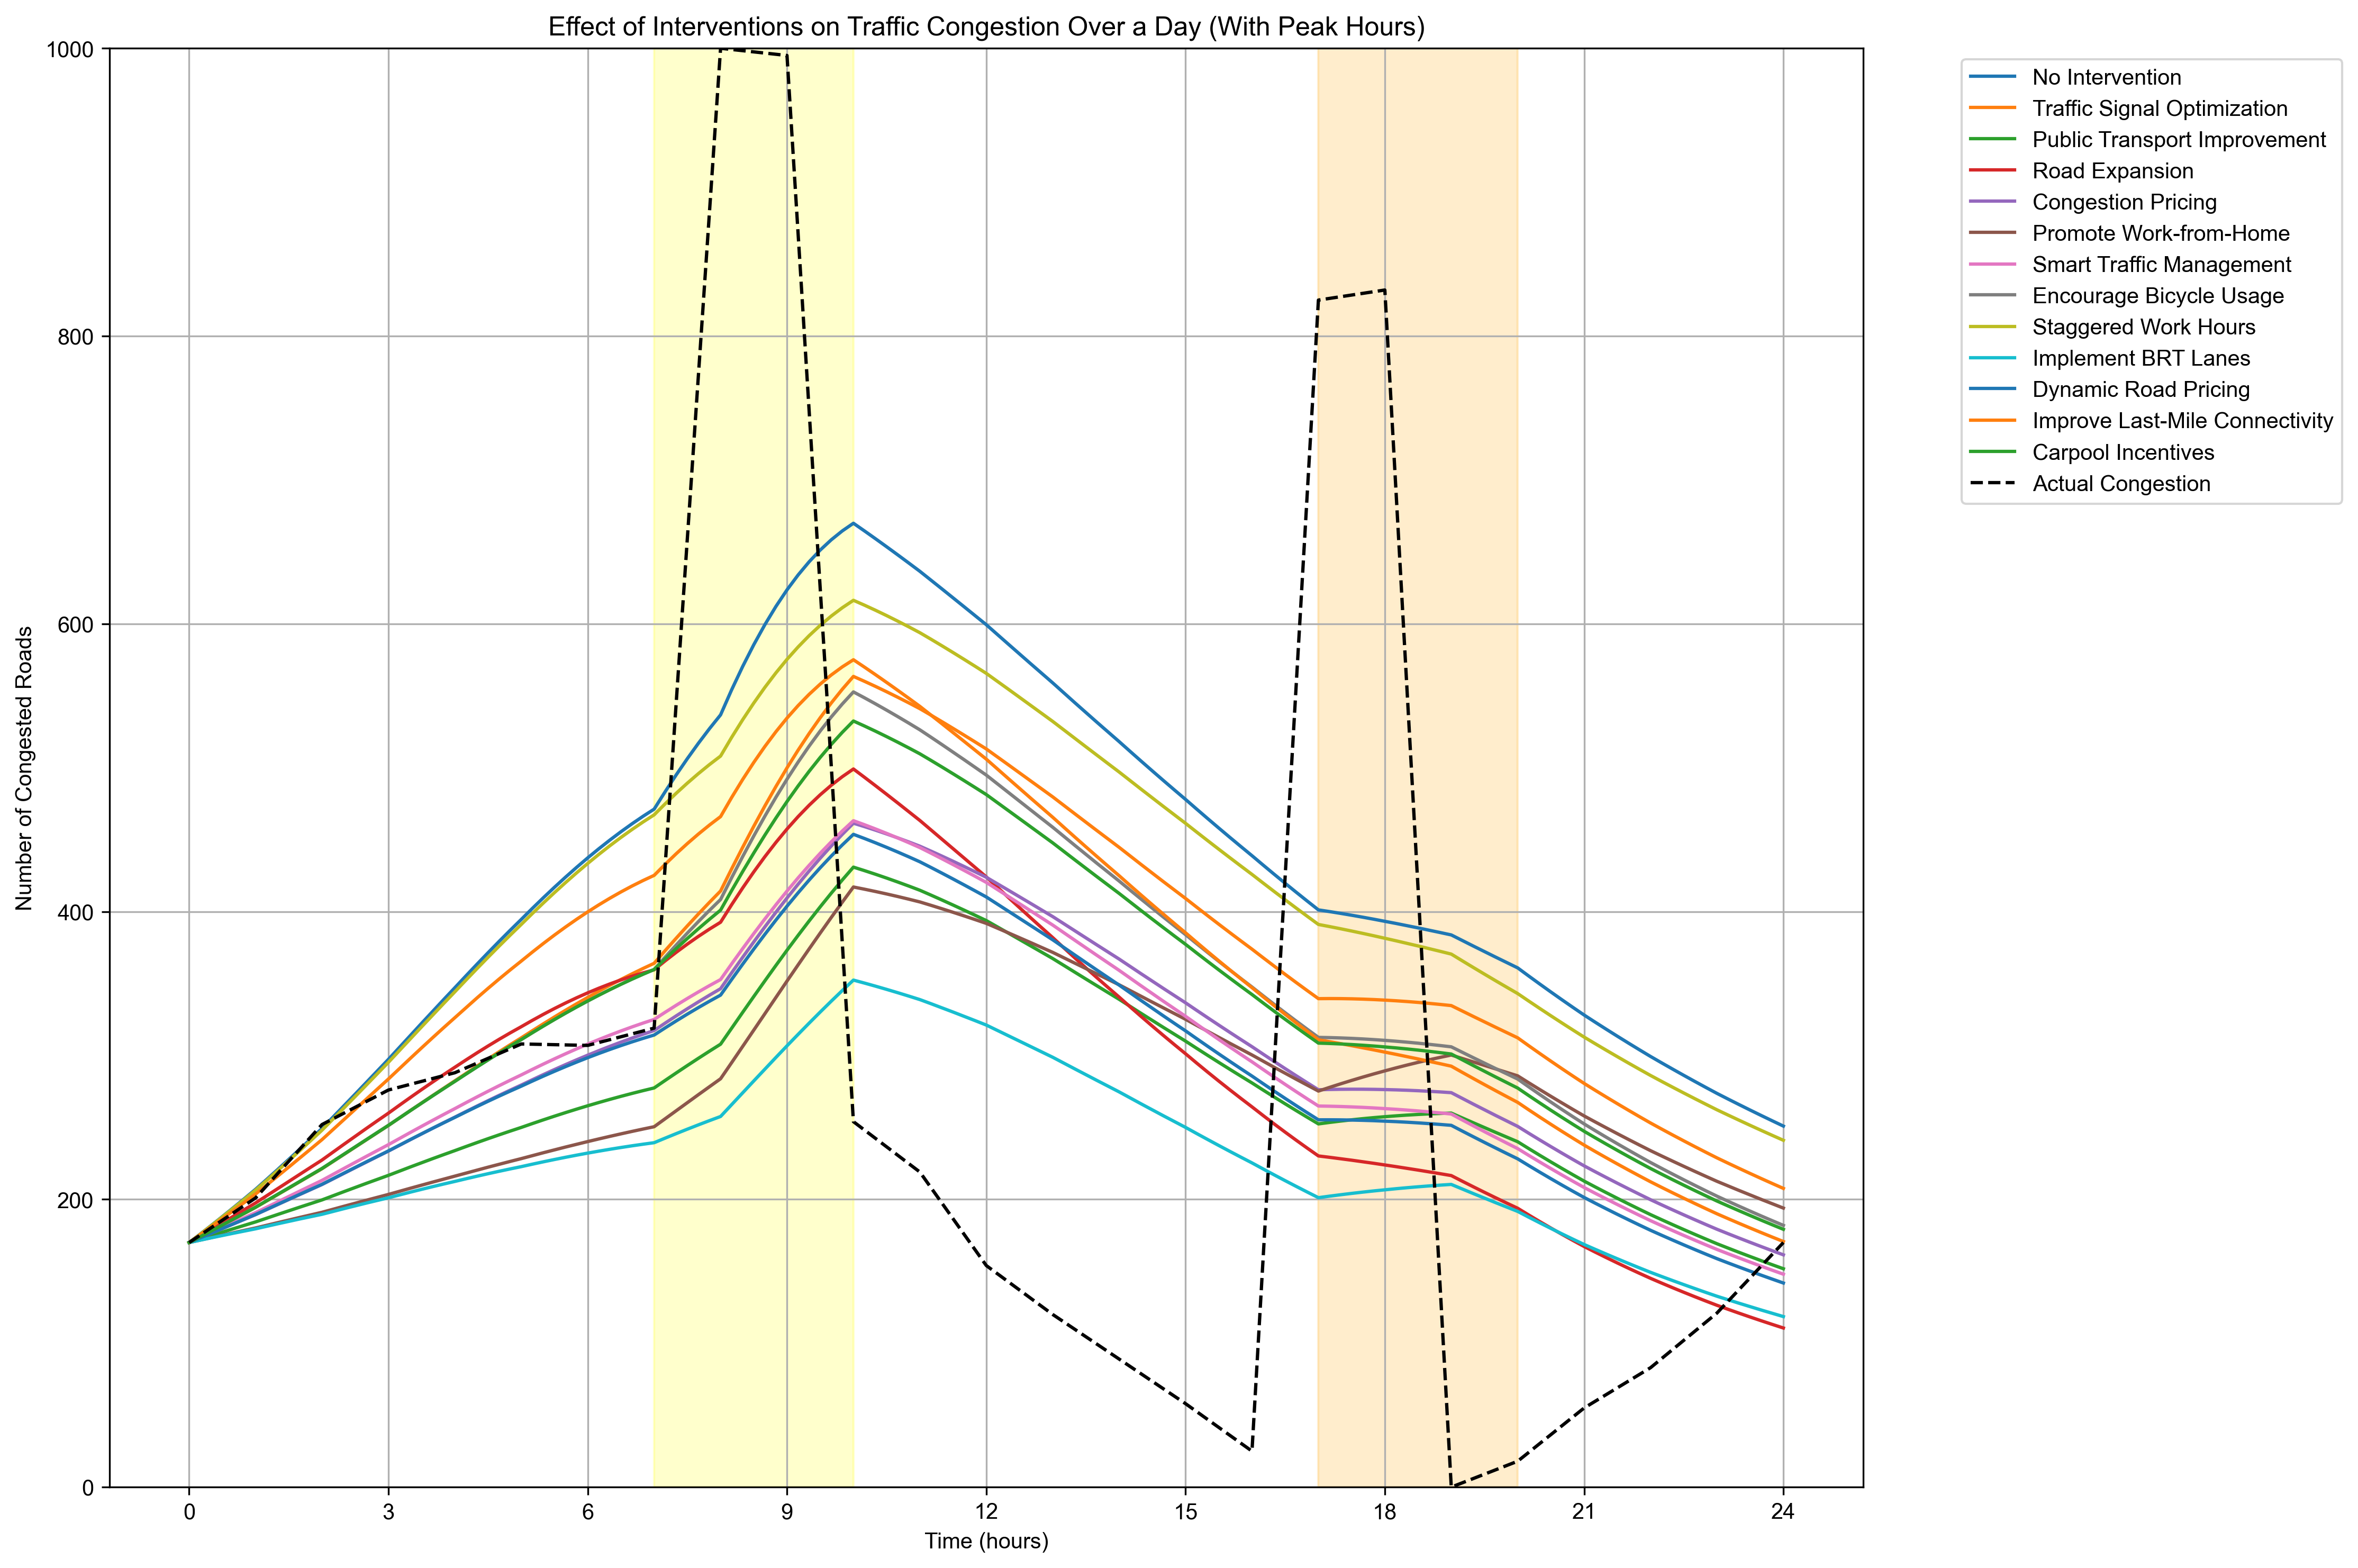 Effect of Interventions on Traffic Congestion Over a Day (With Peak Hours)
Number of Congested Roads
1000
800
600
400
200
0
0 3 6 9 12 15 18 21 24
Time (hours)
No Intervention
Traffic Signal Optimization
Public Transport Improvement
Road Expansion
Congestion Pricing
Promote Work-from-Home
Smart Traffic Management
Encourage Bicycle Usage
Staggered Work Hours
Implement BRT Lanes
Dynamic Road Pricing
Improve Last-Mile Connectivity
Carpool Incentives
Actual Congestion